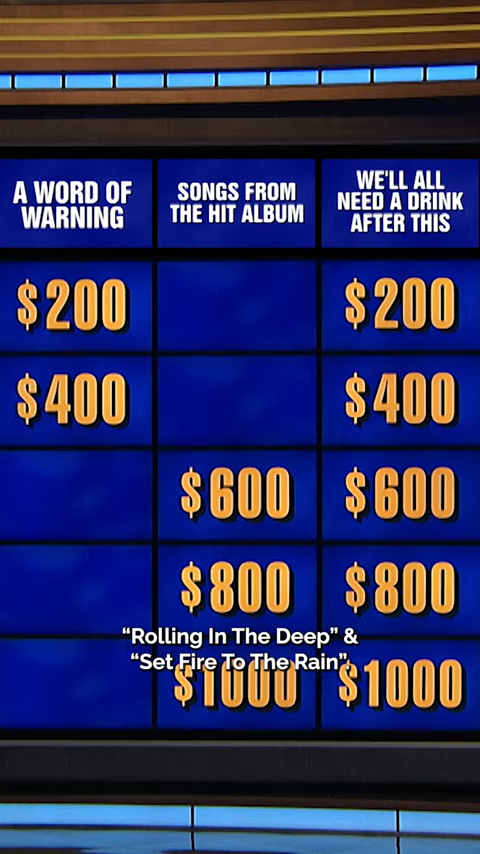 A WORD OF
WARNING
SONGS FROM
THE HIT ALBUM
WE'LL ALL
NEED A DRINK
AFTER THIS
$200
$200
$400
$400
$600
$600
$800
$800
“Rolling In The Deep” &
“Set Fire To The Rain”.
$1000
$1000